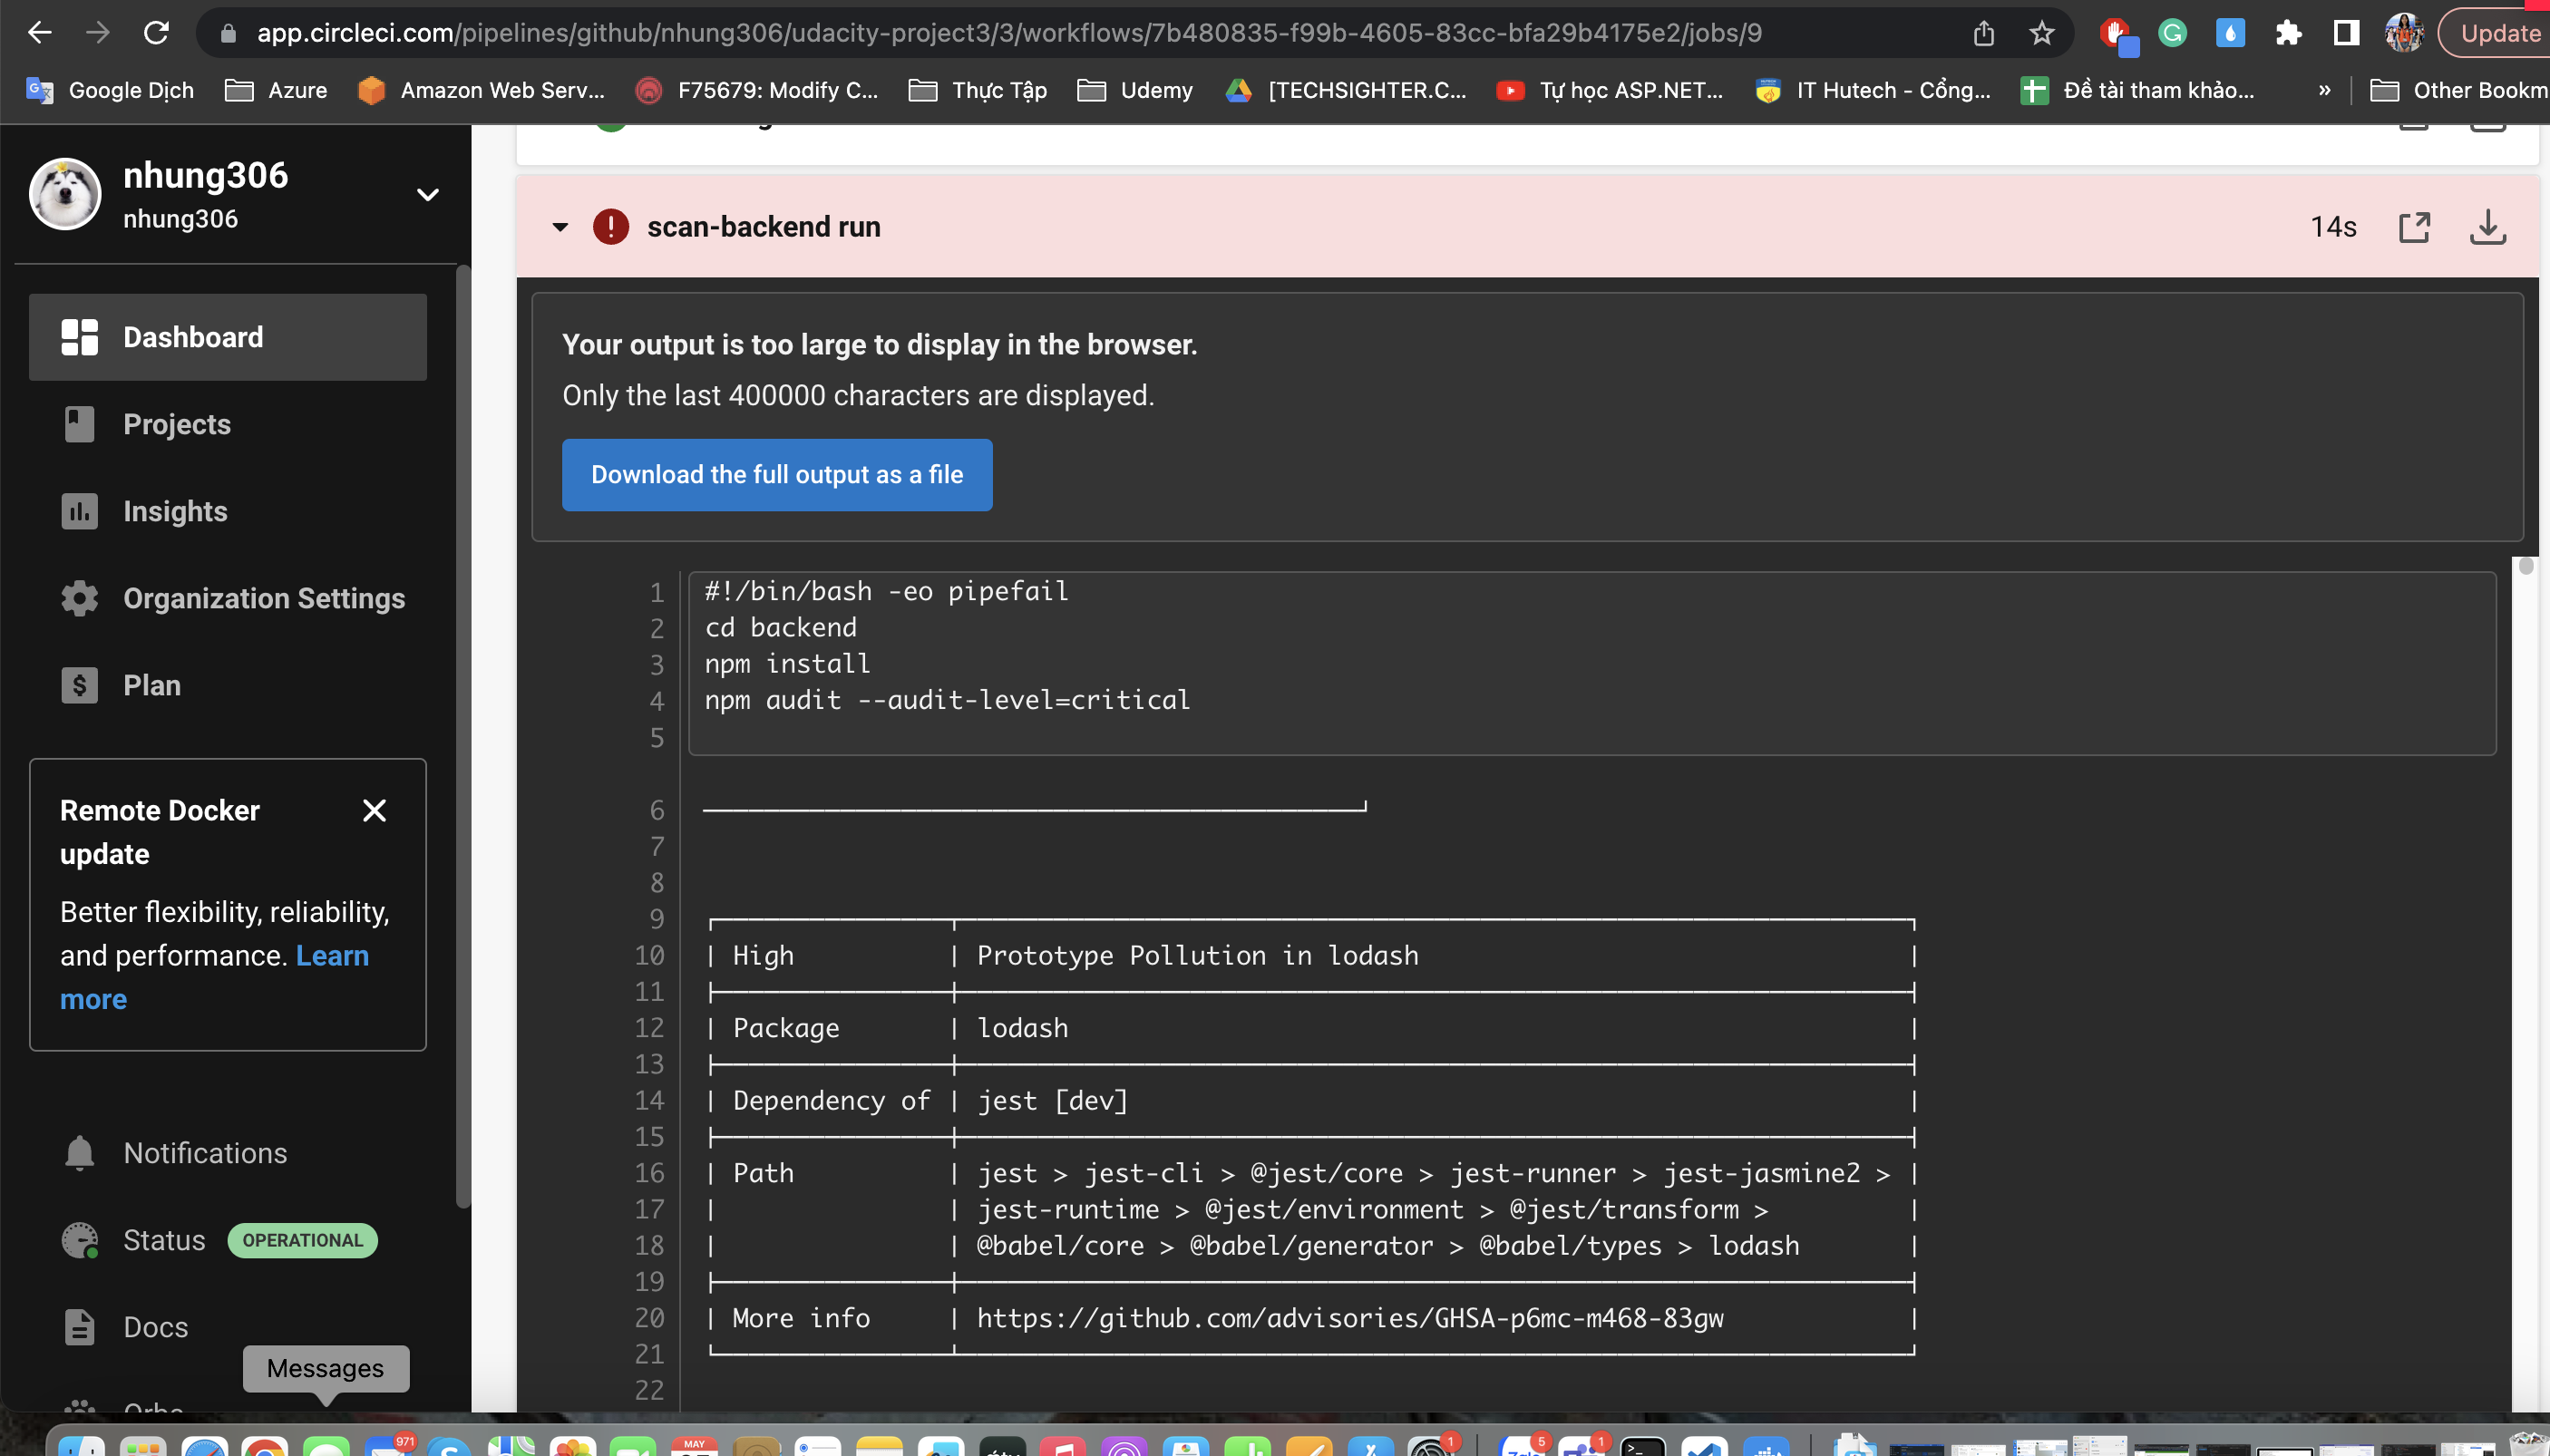 app.circleci.com/pipelines/github/nhung306/udacity-project3/3/workflows/7b480835-f99b-4605-83cc-bfa29b4175e2/jobs/9
Update
Google Dịch
Azure
Amazon Web Serv...
F75679: Modify C...
Thực Tập
Udemy
[TECHSIGHTER.C...
Tự học ASP.NET...
IT Hutech - Cổng...
Đề tài tham khảo...
»
Other Bookm
nhung306
nhung306
Dashboard
Projects
Insights
Organization Settings
Plan
Remote Docker
update
Better flexibility, reliability,
and performance. Learn
more
Notifications
Status OPERATIONAL
Docs
Messages
scan-backend run
14s
Your output is too large to display in the browser.
Only the last 400000 characters are displayed.
Download the full output as a file
1 #!/bin/bash -eo pipefail
2 cd backend
3 npm install
4 npm audit --audit-level=critical
5
6
7
8
9
10 | High | Prototype Pollution in lodash |
11
12 | Package | lodash |
13
14 | Dependency of | jest [dev] |
15
16 | Path | jest > jest-cli > @jest/core > jest-runner > jest-jasmine2 > |
17 | | jest-runtime > @jest/environment > @jest/transform > |
18 | | @babel/core > @babel/generator > @babel/types > lodash |
19
20 | More info | https://github.com/advisories/GHSA-p6mc-m468-83gw |
21
22
971
MAY
1
5
1